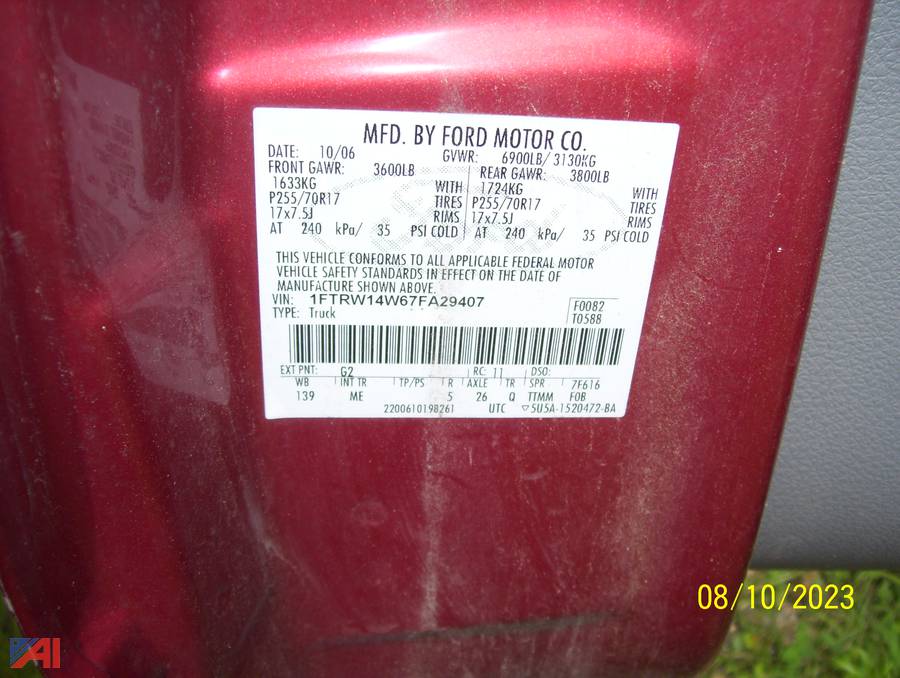 MFD. BY FORD MOTOR CO.
DATE: 10/06 GVWR: 6900LB/ 3130KG
FRONT GAWR: 3600LB REAR GAWR: 3800LB
1633KG WITH 1724KG WITH
P255/70R17 TIRES P255/70R17 TIRES
17x7.5J RIMS 17x7.5J RIMS
AT 240 kPa/ 35 PSI COLD AT 240 kPa/ 35 PSI COLD
THIS VEHICLE CONFORMS TO ALL APPLICABLE FEDERAL MOTOR
VEHICLE SAFETY STANDARDS IN EFFECT ON THE DATE OF
MANUFACTURE SHOWN ABOVE.
VIN: 1FTRW14W67FA29407 F0082
TYPE: Truck T0588
EXT PNT: G2 RC: 11 DSO:
WB INT TR TP/PS R AXLE TR SPR 7F616
139 ME 5 26 Q TTMM FOB
220061019B261 UTC ▽5U5A-1520472-BA
08/10/2023
AI